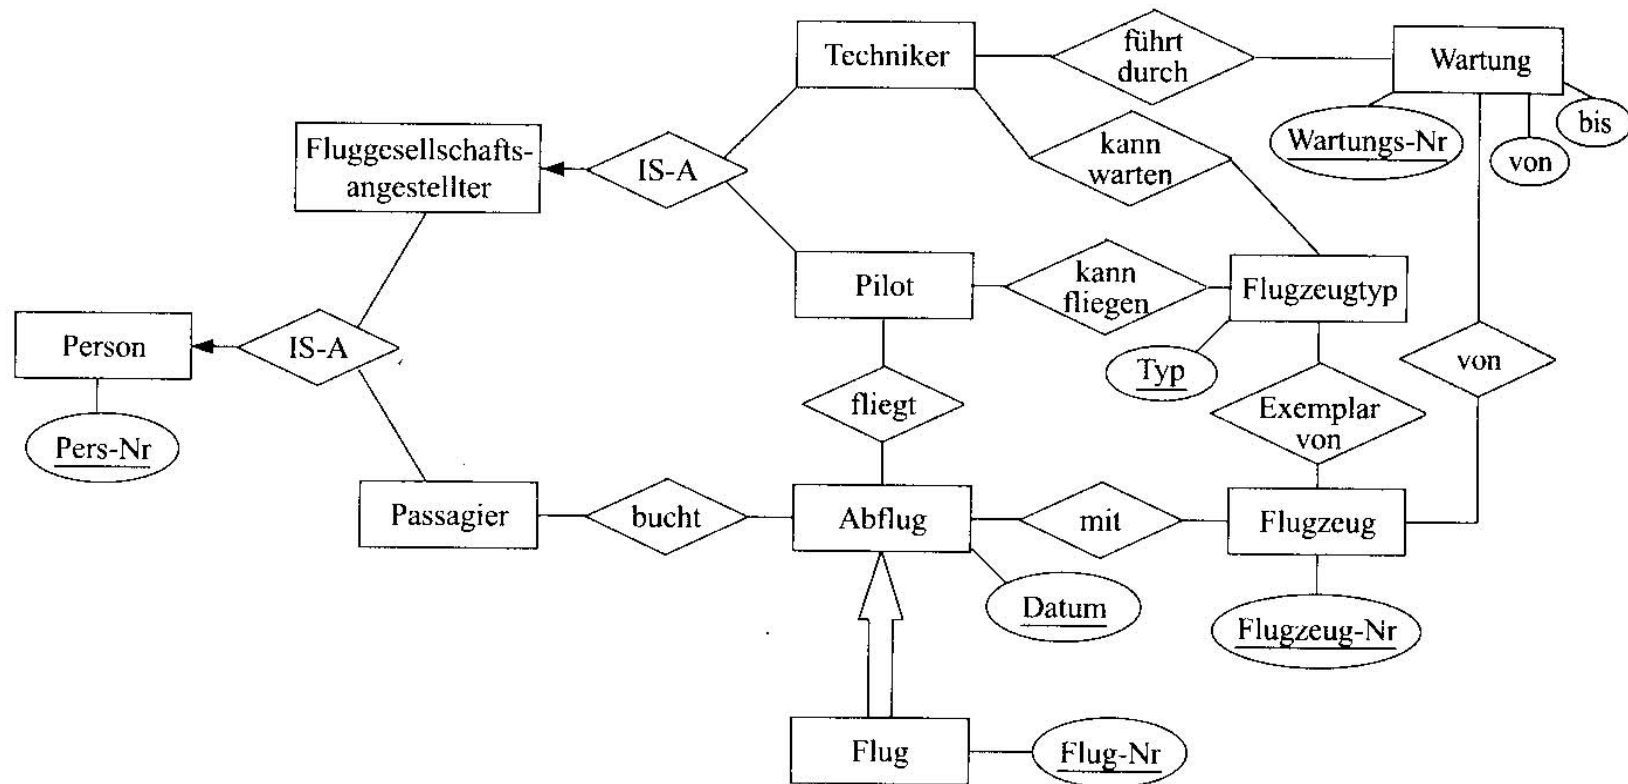 Techniker
führt
durch
Wartung
Wartungs-Nr
von
bis
Fluggesellschafts-
angestellter
IS-A
kann
warten
Pilot
kann
fliegen
Flugzeugtyp
Typ
Person
IS-A
Pers-Nr
fliegt
Exemplar
von
von
Passagier
bucht
Abflug
mit
Flugzeug
Datum
Flugzeug-Nr
Flug
Flug-Nr